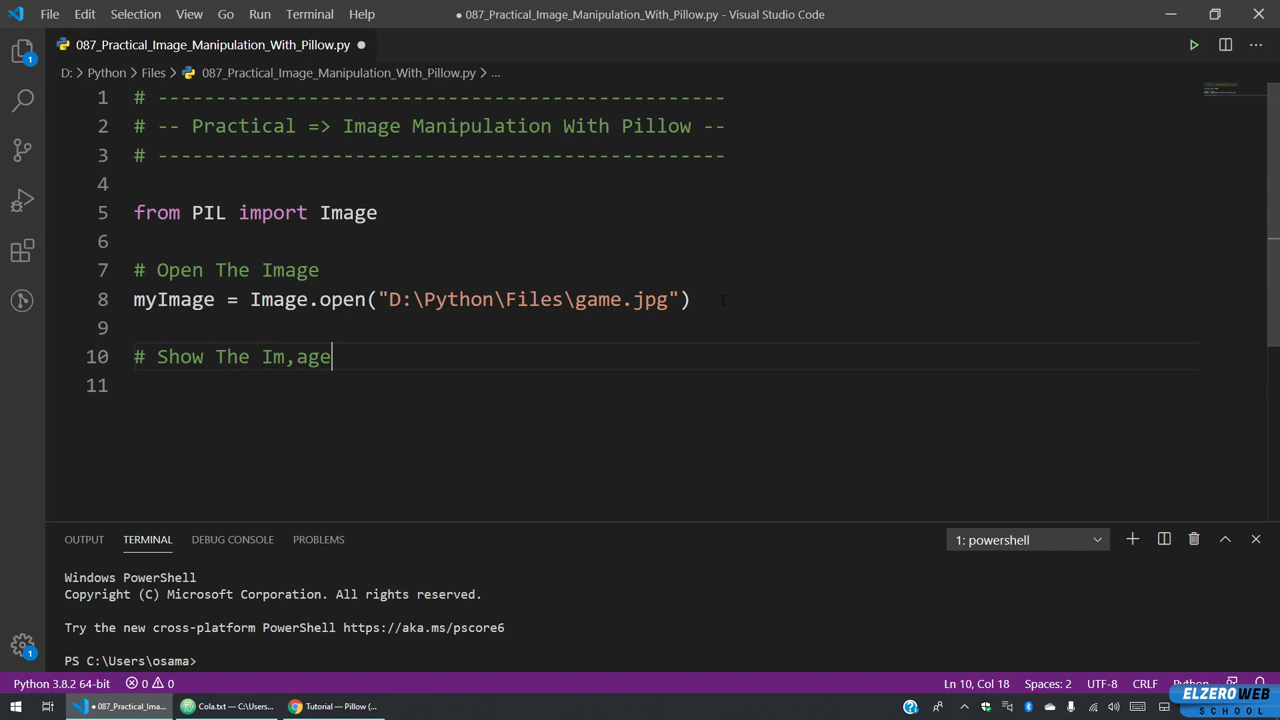 File Edit Selection View Go Run Terminal Help
● 087_Practical_Image_Manipulation_With_Pillow.py - Visual Studio Code
087_Practical_Image_Manipulation_With_Pillow.py ●
D: > Python > Files > 087_Practical_Image_Manipulation_With_Pillow.py > ...
1 # -------------------------------------------------
2 # -- Practical => Image Manipulation With Pillow --
3 # -------------------------------------------------
4
5 from PIL import Image
6
7 # Open The Image
8 myImage = Image.open("D:\Python\Files\game.jpg")
9
10 # Show The Im,age
11
OUTPUT TERMINAL DEBUG CONSOLE PROBLEMS
1: powershell
Windows PowerShell
Copyright (C) Microsoft Corporation. All rights reserved.
Try the new cross-platform PowerShell https://aka.ms/pscore6
PS C:\Users\osama>
Python 3.8.2 64-bit 0 0 Ln 10, Col 18 Spaces: 2 UTF-8 CRLF Python
● 087_Practical_Ima... Cola.txt — C:\Users... Tutorial — Pillow (...
ELZERO WEB
SCHOOL